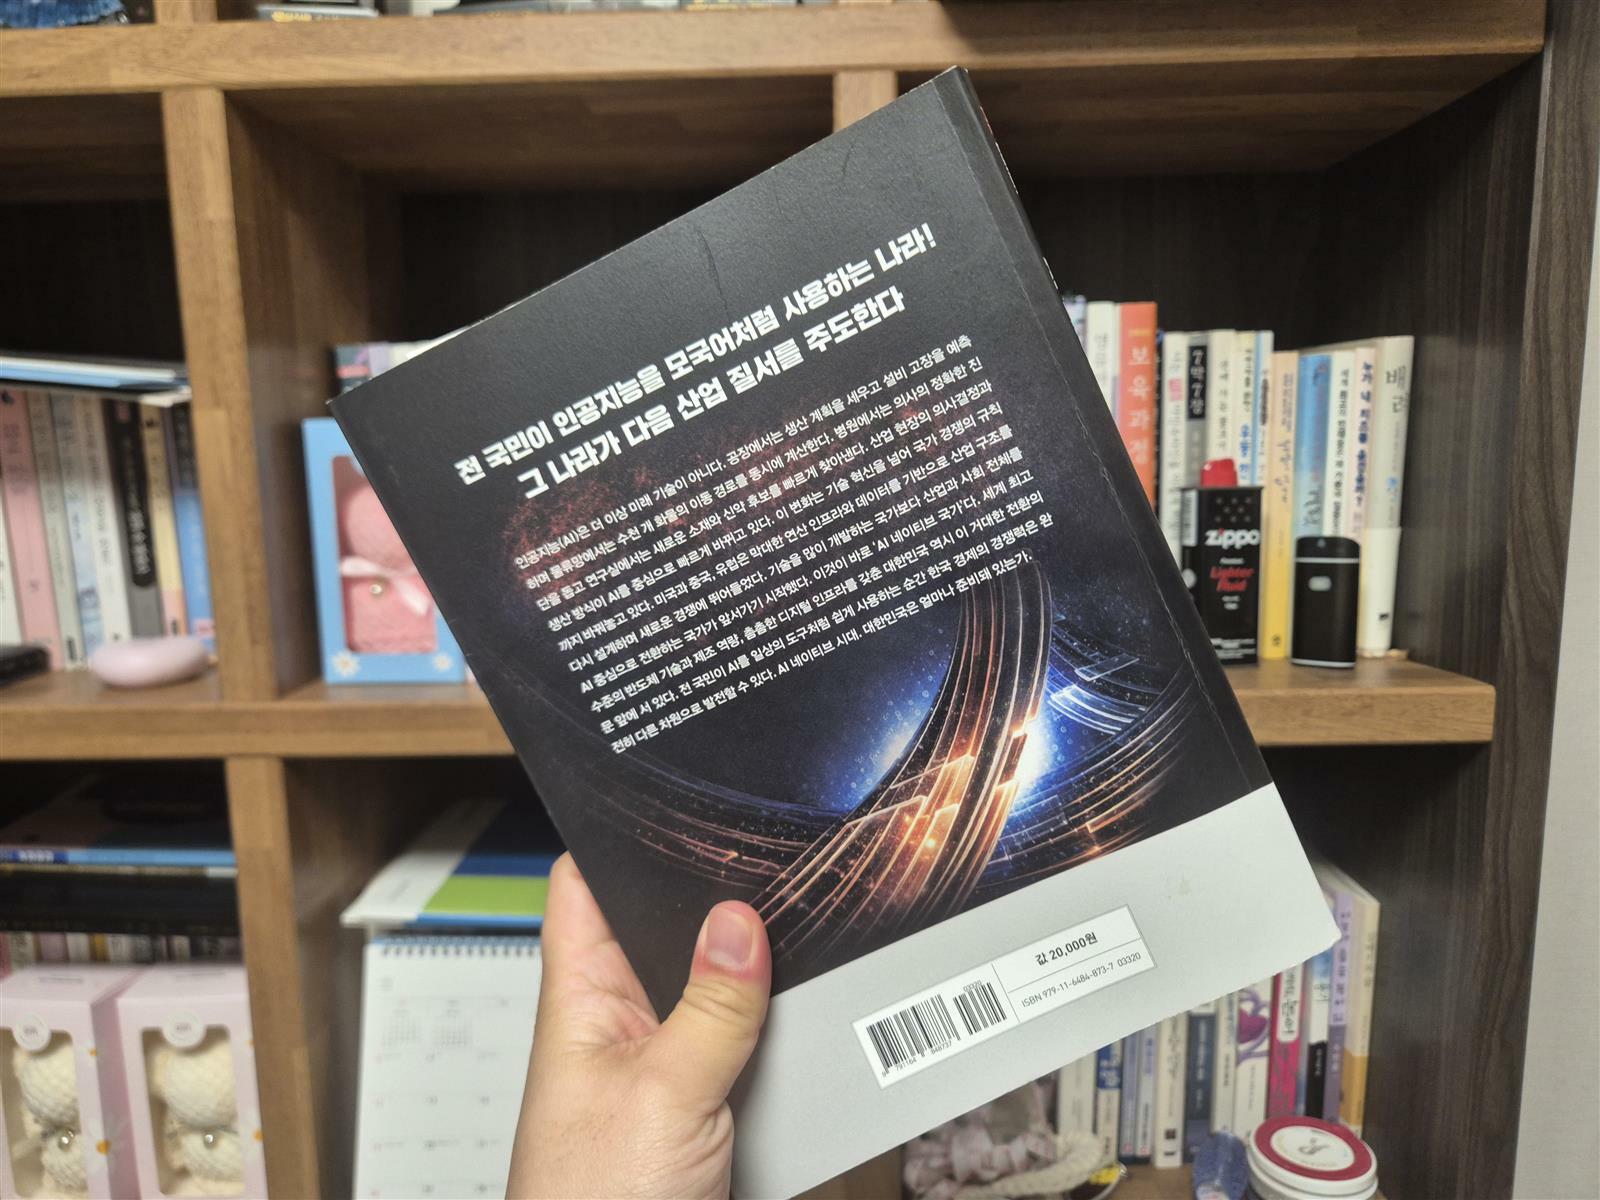 전 국민이 인공지능을 모국어처럼 사용하는 나라!
그 나라가 다음 산업 질서를 주도한다
인공지능(AI)은 더 이상 미래 기술이 아니다. 공장에서는 생산 계획을 세우고 설비 고장을 예측
하며 물류망에서는 수천 개 화물의 이동 경로를 동시에 계산한다. 병원에서는 의사의 정확한 진
단을 돕고 연구실에서는 새로운 소재와 신약 후보를 빠르게 찾아낸다. 산업 현장의 의사결정과
생산 방식이 AI를 중심으로 빠르게 바뀌고 있다. 이 변화는 기술 혁신을 넘어 국가 경쟁의 규칙
까지 바꿔놓고 있다. 미국과 중국, 유럽은 막대한 연산 인프라와 데이터를 기반으로 산업 구조를
다시 설계하며 새로운 경쟁에 뛰어들었다. 기술을 많이 개발하는 국가보다 산업과 사회 전체를
AI 중심으로 전환하는 국가가 앞서가기 시작했다. 이것이 바로 'AI 네이티브 국가'다. 세계 최고
수준의 반도체 기술과 제조 역량, 촘촘한 디지털 인프라를 갖춘 대한민국 역시 이 거대한 전환의
문 앞에 서 있다. 전 국민이 AI를 일상의 도구처럼 쉽게 사용하는 순간 한국 경제의 경쟁력은 완
전히 다른 차원으로 발전할 수 있다. AI 네이티브 시대, 대한민국은 얼마나 준비돼 있는가.
03320
9 791164 848737
값 20,000원
ISBN 979-11-6484-873-7 03320
보육과정
7박7장
배려
zippo
Premium
Lighter
fluid